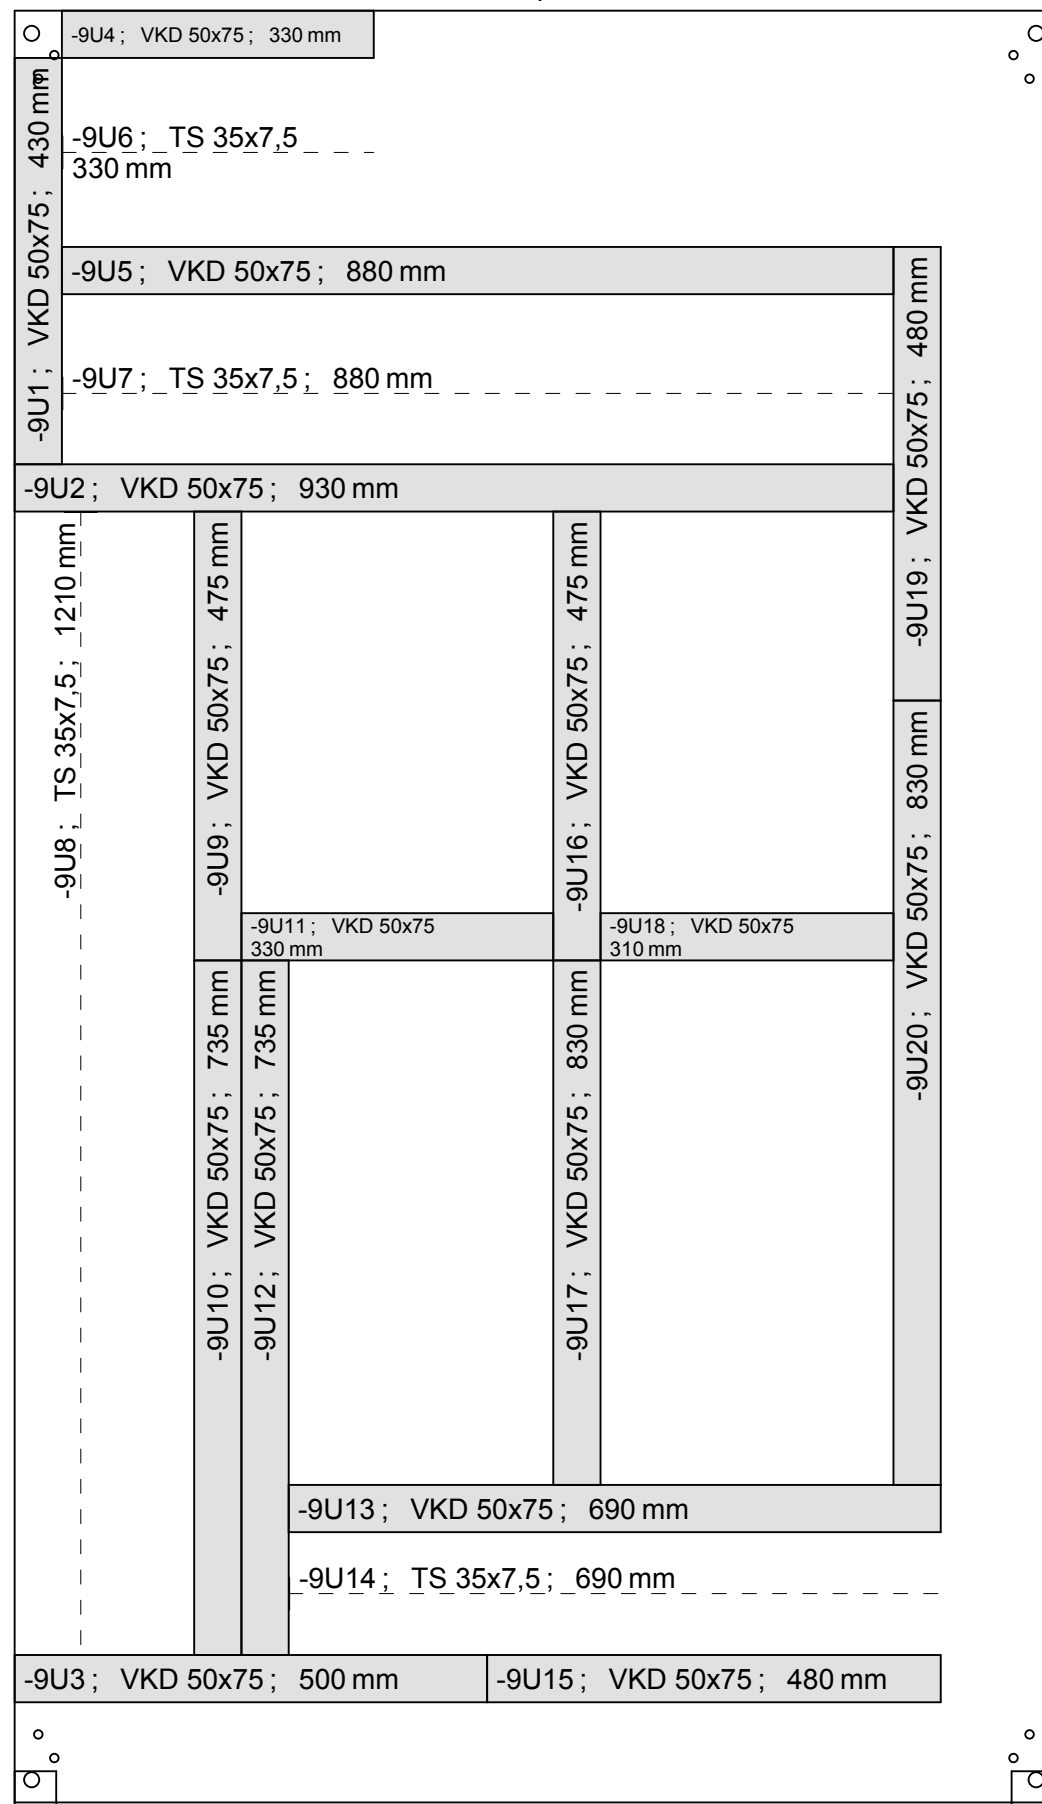 -9U4 ; VKD 50x75 ; 330 mm
-9U1 ; VKD 50x75 ; 430 mm
-9U6 ; TS 35x7,5
330 mm
-9U5 ; VKD 50x75 ; 880 mm
-9U19 ; VKD 50x75 ; 480 mm
-9U7 ; TS 35x7,5 ; 880 mm
-9U2 ; VKD 50x75 ; 930 mm
-9U8 ; TS 35x7,5 ; 1210 mm
-9U9 ; VKD 50x75 ; 475 mm
-9U16 ; VKD 50x75 ; 475 mm
-9U20 ; VKD 50x75 ; 830 mm
-9U11 ; VKD 50x75
330 mm
-9U18 ; VKD 50x75
310 mm
-9U10 ; VKD 50x75 ; 735 mm
-9U12 ; VKD 50x75 ; 735 mm
-9U17 ; VKD 50x75 ; 830 mm
-9U13 ; VKD 50x75 ; 690 mm
-9U14 ; TS 35x7,5 ; 690 mm
-9U3 ; VKD 50x75 ; 500 mm
-9U15 ; VKD 50x75 ; 480 mm